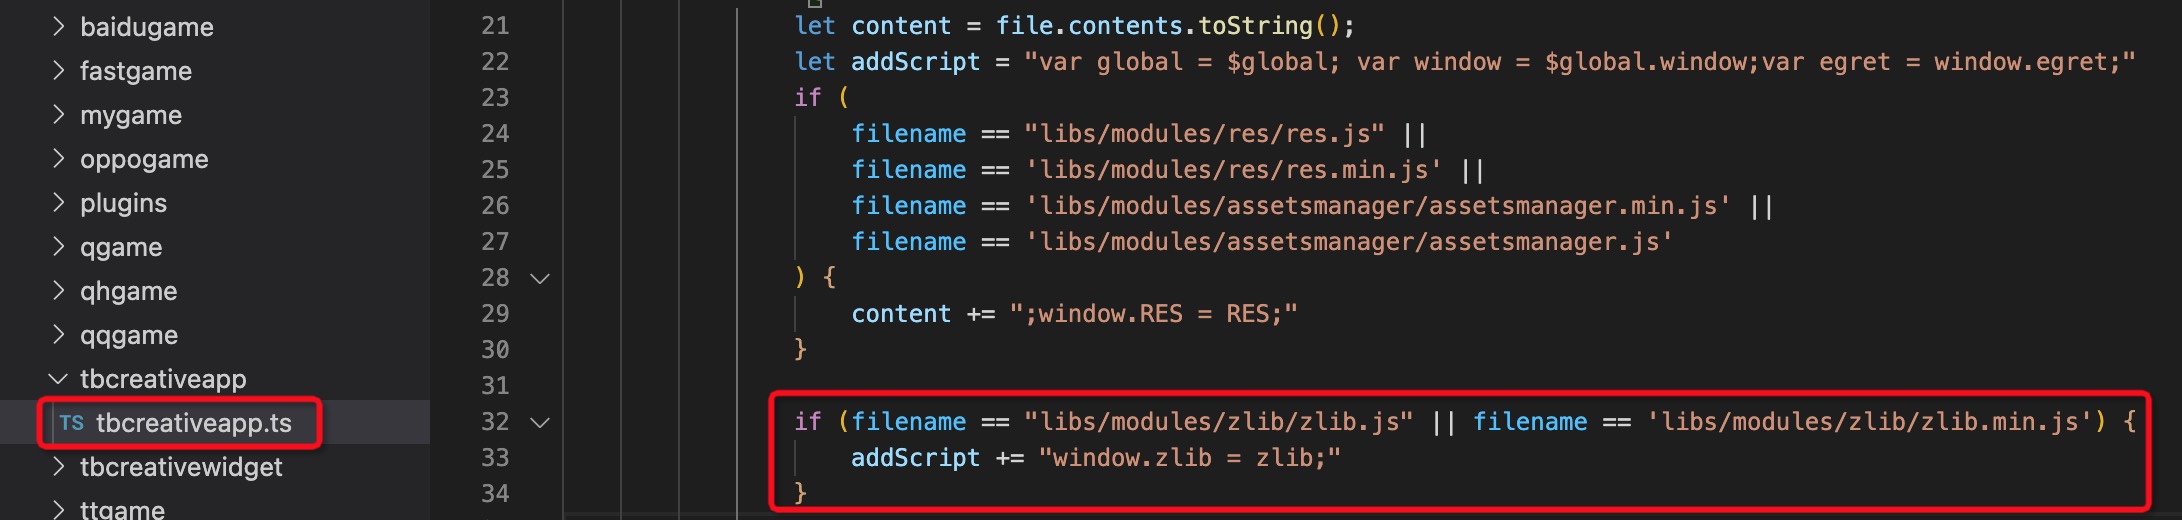 baidugame
fastgame
mygame
oppogame
plugins
qgame
qhgame
qqgame
tbcreativeapp
TS tbcreativeapp.ts
tbcreativewidget
ttgame
21 let content = file.contents.toString();
22 let addScript = "var global = $global; var window = $global.window;var egret = window.egret;"
23 if (
24 filename == "libs/modules/res/res.js" ||
25 filename == 'libs/modules/res/res.min.js' ||
26 filename == 'libs/modules/assetsmanager/assetsmanager.min.js' ||
27 filename == 'libs/modules/assetsmanager/assetsmanager.js'
28 ) {
29 content += ";window.RES = RES;"
30 }
31
32 if (filename == "libs/modules/zlib/zlib.js" || filename == 'libs/modules/zlib/zlib.min.js') {
33 addScript += "window.zlib = zlib;"
34 }